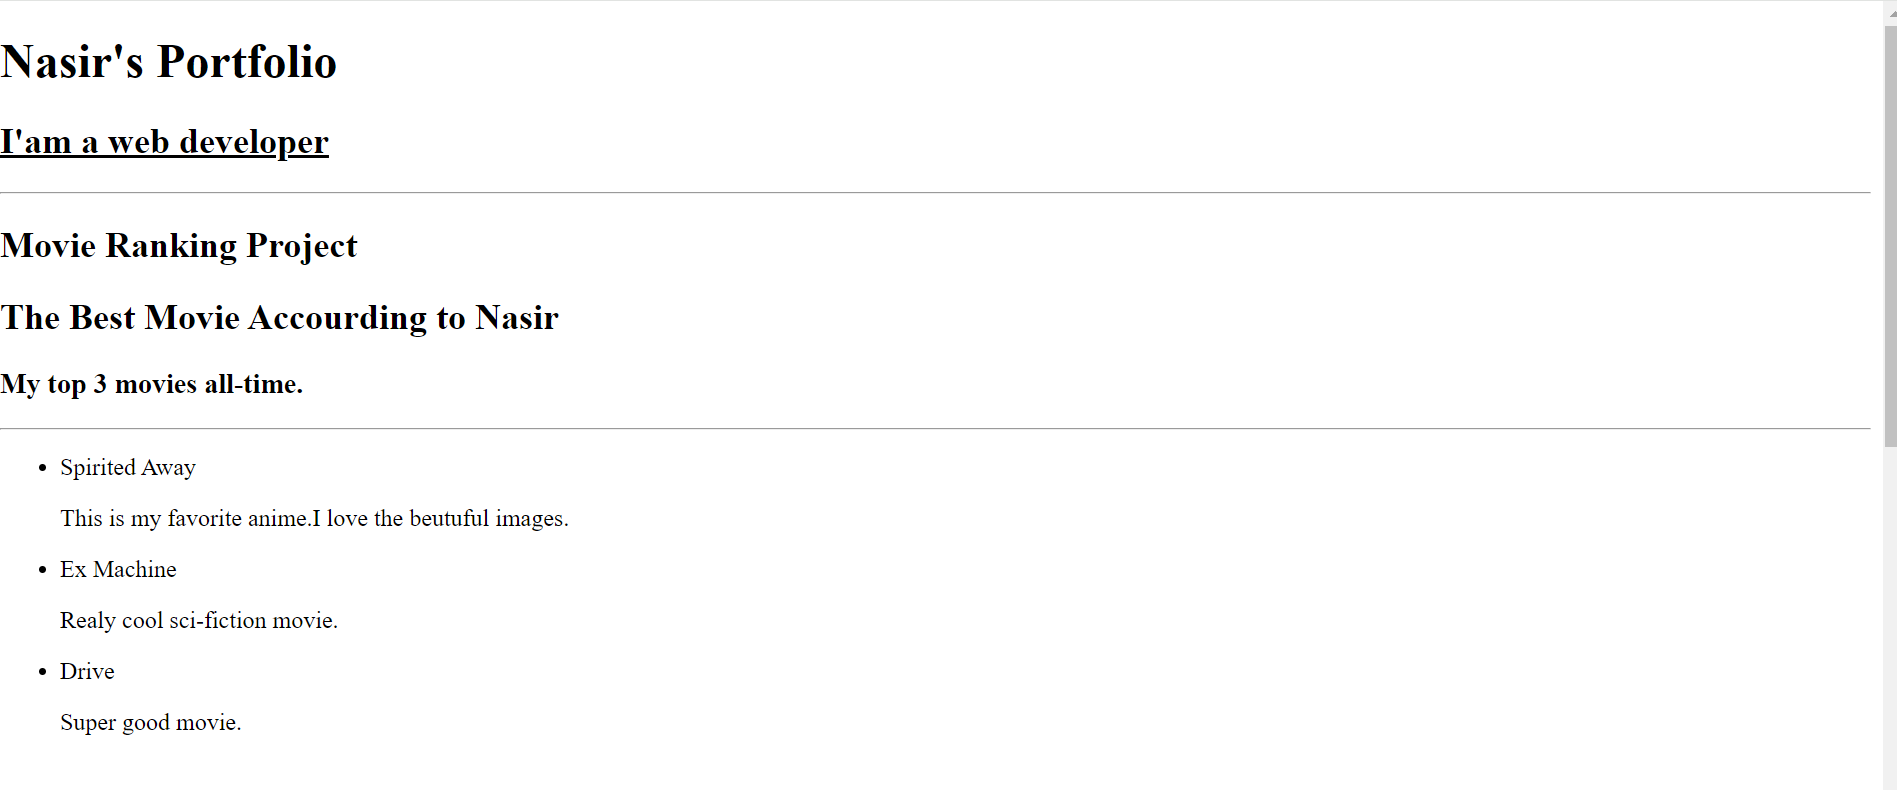 Nasir's Portfolio
I'am a web developer
Movie Ranking Project
The Best Movie Accourding to Nasir
My top 3 movies all-time.
Spirited Away
This is my favorite anime.I love the beutuful images.
Ex Machine
Realy cool sci-fiction movie.
Drive
Super good movie.